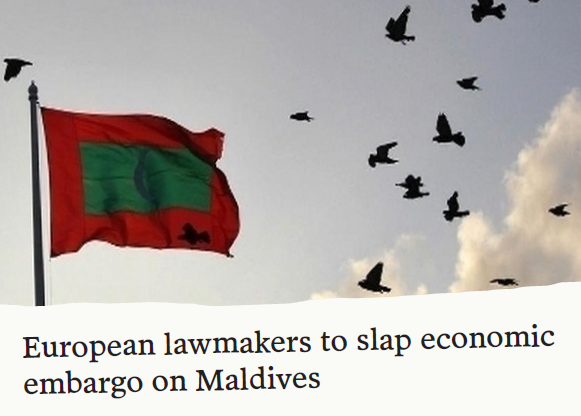 European lawmakers to slap economic
embargo on Maldives